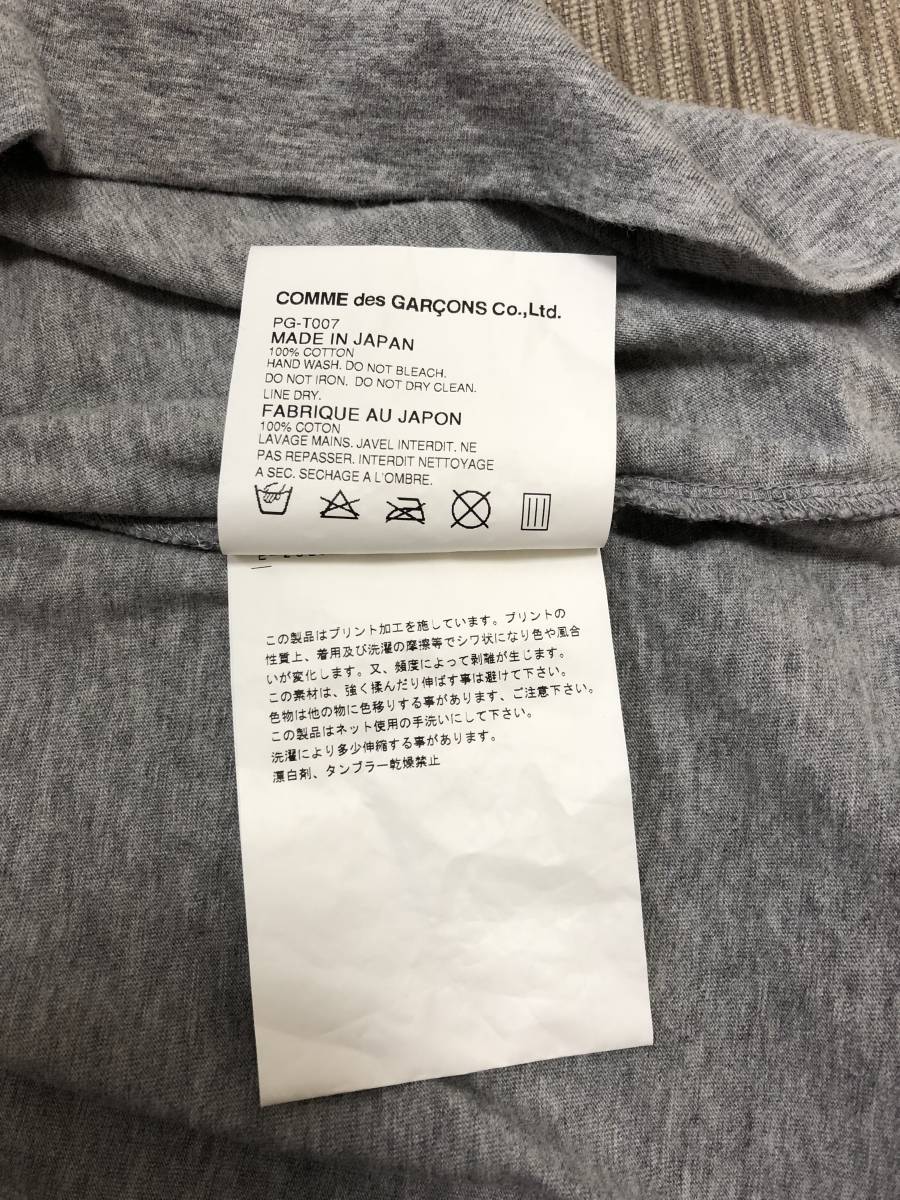 COMME des GARÇONS Co.,Ltd.
PG-T007
MADE IN JAPAN
100% COTTON
HAND WASH. DO NOT BLEACH.
DO NOT IRON. DO NOT DRY CLEAN.
LINE DRY.
FABRIQUE AU JAPON
100% COTON
LAVAGE MAINS. JAVEL INTERDIT. NE
PAS REPASSER. INTERDIT NETTOYAGE
A SEC. SECHAGE A L'OMBRE.
この製品はプリント加工を施しています。プリントの
性質上、着用及び洗濯の摩擦等でシワ状になり色や風合
いが変化します。又、頻度によって剥離が生じます。
この素材は、強く揉んだり伸ばす事は避けて下さい。
色物は他の物に色移りする事があります、ご注意下さい。
この製品はネット使用の手洗いにして下さい。
洗濯により多少伸縮する事があります。
漂白剤、タンブラー乾燥禁止